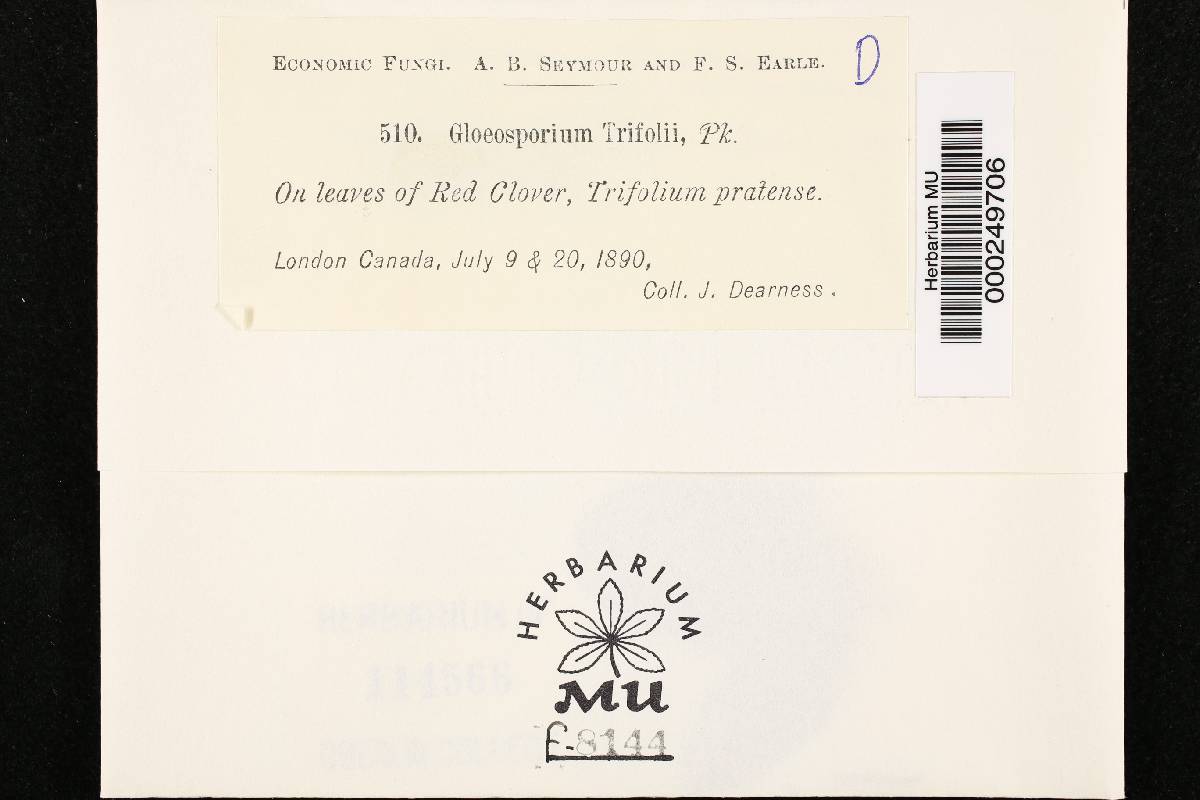 ECONOMIC FUNGI. A. B. SEYMOUR AND F. S. EARLE.
D
510. Gloeosporium Trifolii, Pk.
On leaves of Red Clover, Trifolium pratense.
London Canada, July 9 & 20, 1890,
Coll. J. Dearness.
Herbarium MU
000249706
HERBARIUM
MU
F-8144